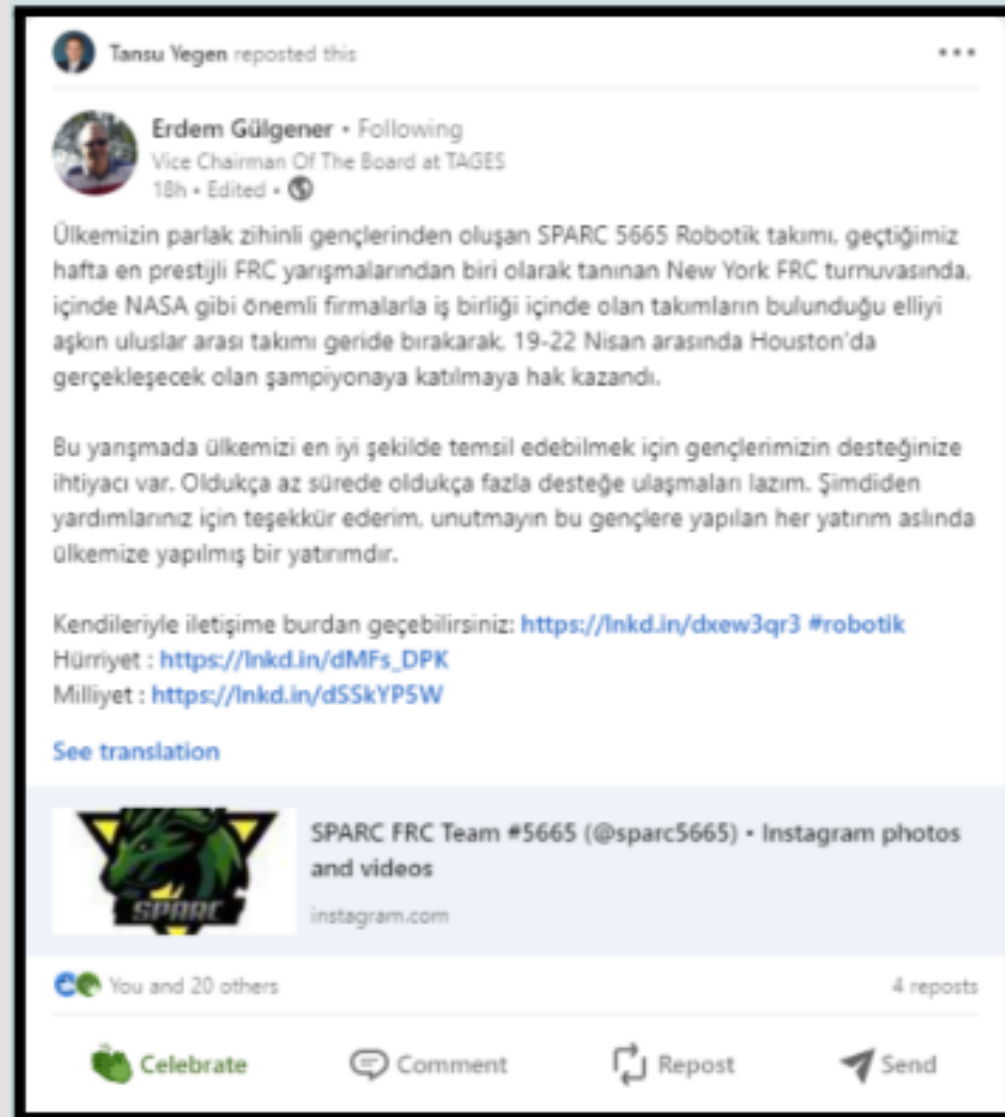 Tansu Yegen reposted this
Erdem Gülgener • Following
Vice Chairman Of The Board at TAGES
18h • Edited •
Ülkemizin parlak zihinli gençlerinden oluşan SPARC 5665 Robotik takımı, geçtiğimiz
hafta en prestijli FRC yarışmalarından biri olarak tanınan New York FRC turnuvasında,
içinde NASA gibi önemli firmalarla iş birliği içinde olan takımların bulunduğu elliyi
aşkın uluslar arası takımı geride bırakarak, 19-22 Nisan arasında Houston'da
gerçekleşecek olan şampiyonaya katılmaya hak kazandı.
Bu yarışmada ülkemizi en iyi şekilde temsil edebilmek için gençlerimizin desteğinize
ihtiyacı var. Oldukça az sürede oldukça fazla desteğe ulaşmaları lazım. Şimdiden
yardımlarınız için teşekkür ederim, unutmayın bu gençlere yapılan her yatırım aslında
ülkemize yapılmış bir yatırımdır.
Kendileriyle iletişime burdan geçebilirsiniz: https://lnkd.in/dxew3qr3 #robotik
Hürriyet : https://lnkd.in/dMFs_DPK
Milliyet : https://lnkd.in/dSSkYP5W
See translation
SPARC FRC Team #5665 (@sparc5665) • Instagram photos
and videos
SPARC
instagram.com
You and 20 others
4 reposts
Celebrate
Comment
Repost
Send